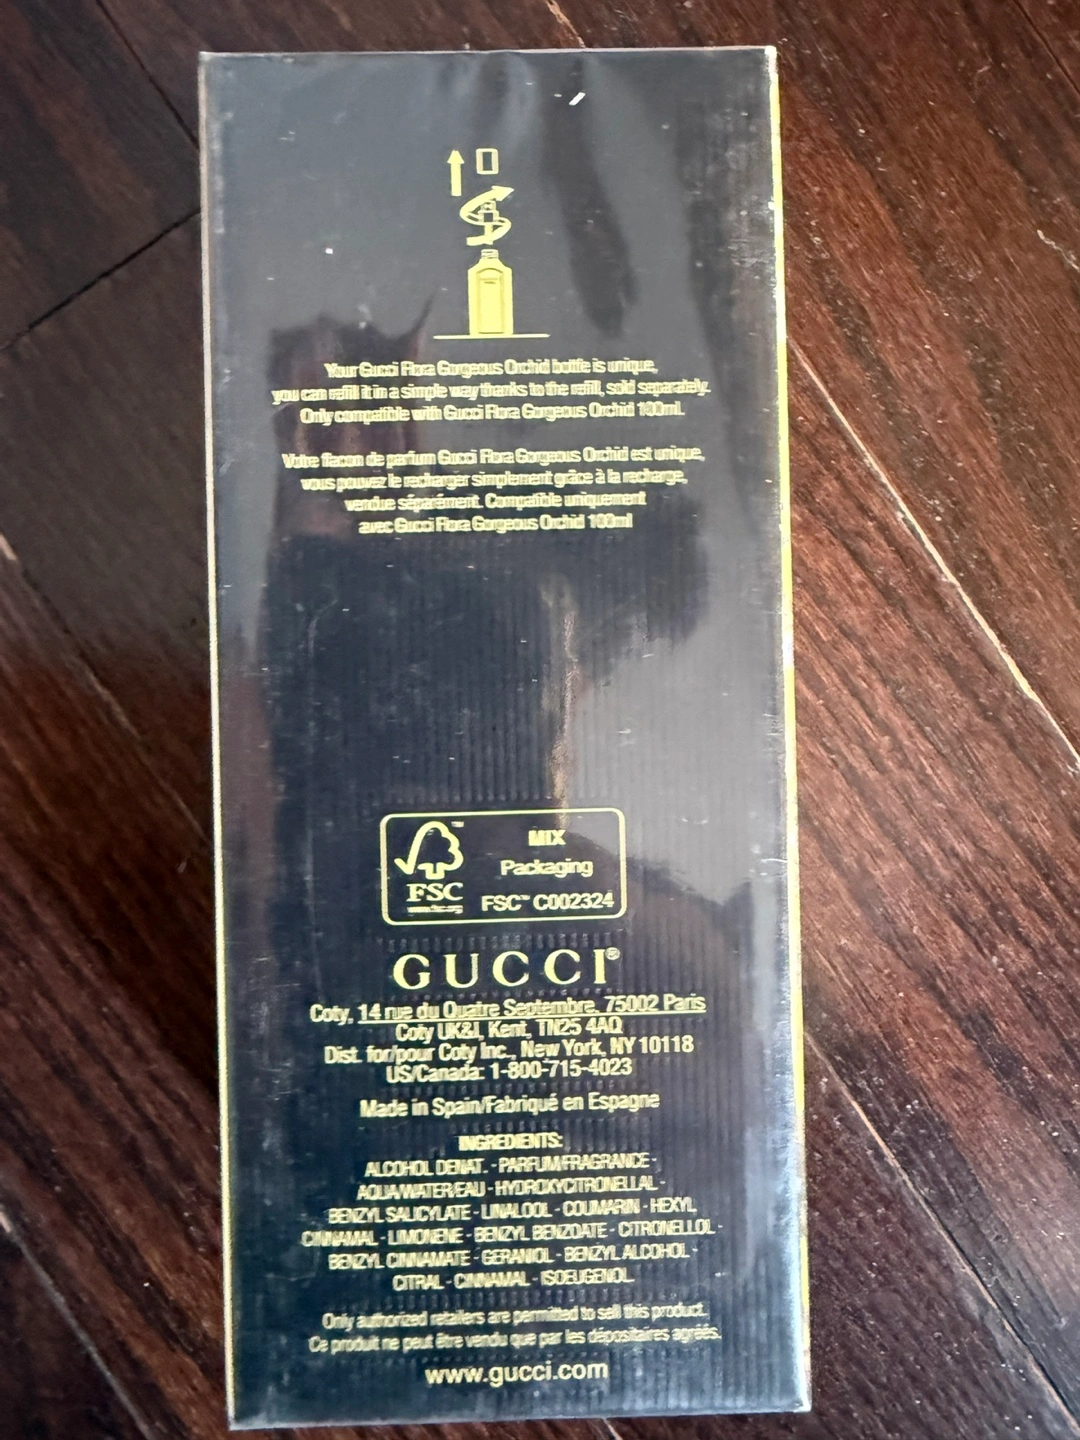 Your Gucci Flora Gorgeous Orchid bottle is unique,
you can refill it in a simple way thanks to the refill, sold separately.
Only compatible with Gucci Flora Gorgeous Orchid 100ml.
Votre flacon de parfum Gucci Flora Gorgeous Orchid est unique,
vous pouvez le recharger simplement grâce à la recharge,
vendue séparément. Compatible uniquement
avec Gucci Flora Gorgeous Orchid 100ml
MIX
Packaging
FSC™ C002324
FSC
www.fsc.org
GUCCI®
Coty, 14 rue du Quatre Septembre, 75002 Paris
Coty UK&I, Kent, TN25 4AQ
Dist. for/pour Coty Inc., New York, NY 10118
US/Canada: 1-800-715-4023
Made in Spain/Fabriqué en Espagne
INGREDIENTS:
ALCOHOL DENAT. - PARFUM/FRAGRANCE -
AQUA/WATER/EAU - HYDROXYCITRONELLAL -
BENZYL SALICYLATE - LINALOOL - COUMARIN - HEXYL
CINNAMAL - LIMONENE - BENZYL BENZOATE - CITRONELLOL -
BENZYL CINNAMATE - GERANIOL - BENZYL ALCOHOL -
CITRAL - CINNAMAL - ISOEUGENOL
Only authorized retailers are permitted to sell this product.
Ce produit ne peut être vendu que par les dépositaires agréés.
www.gucci.com